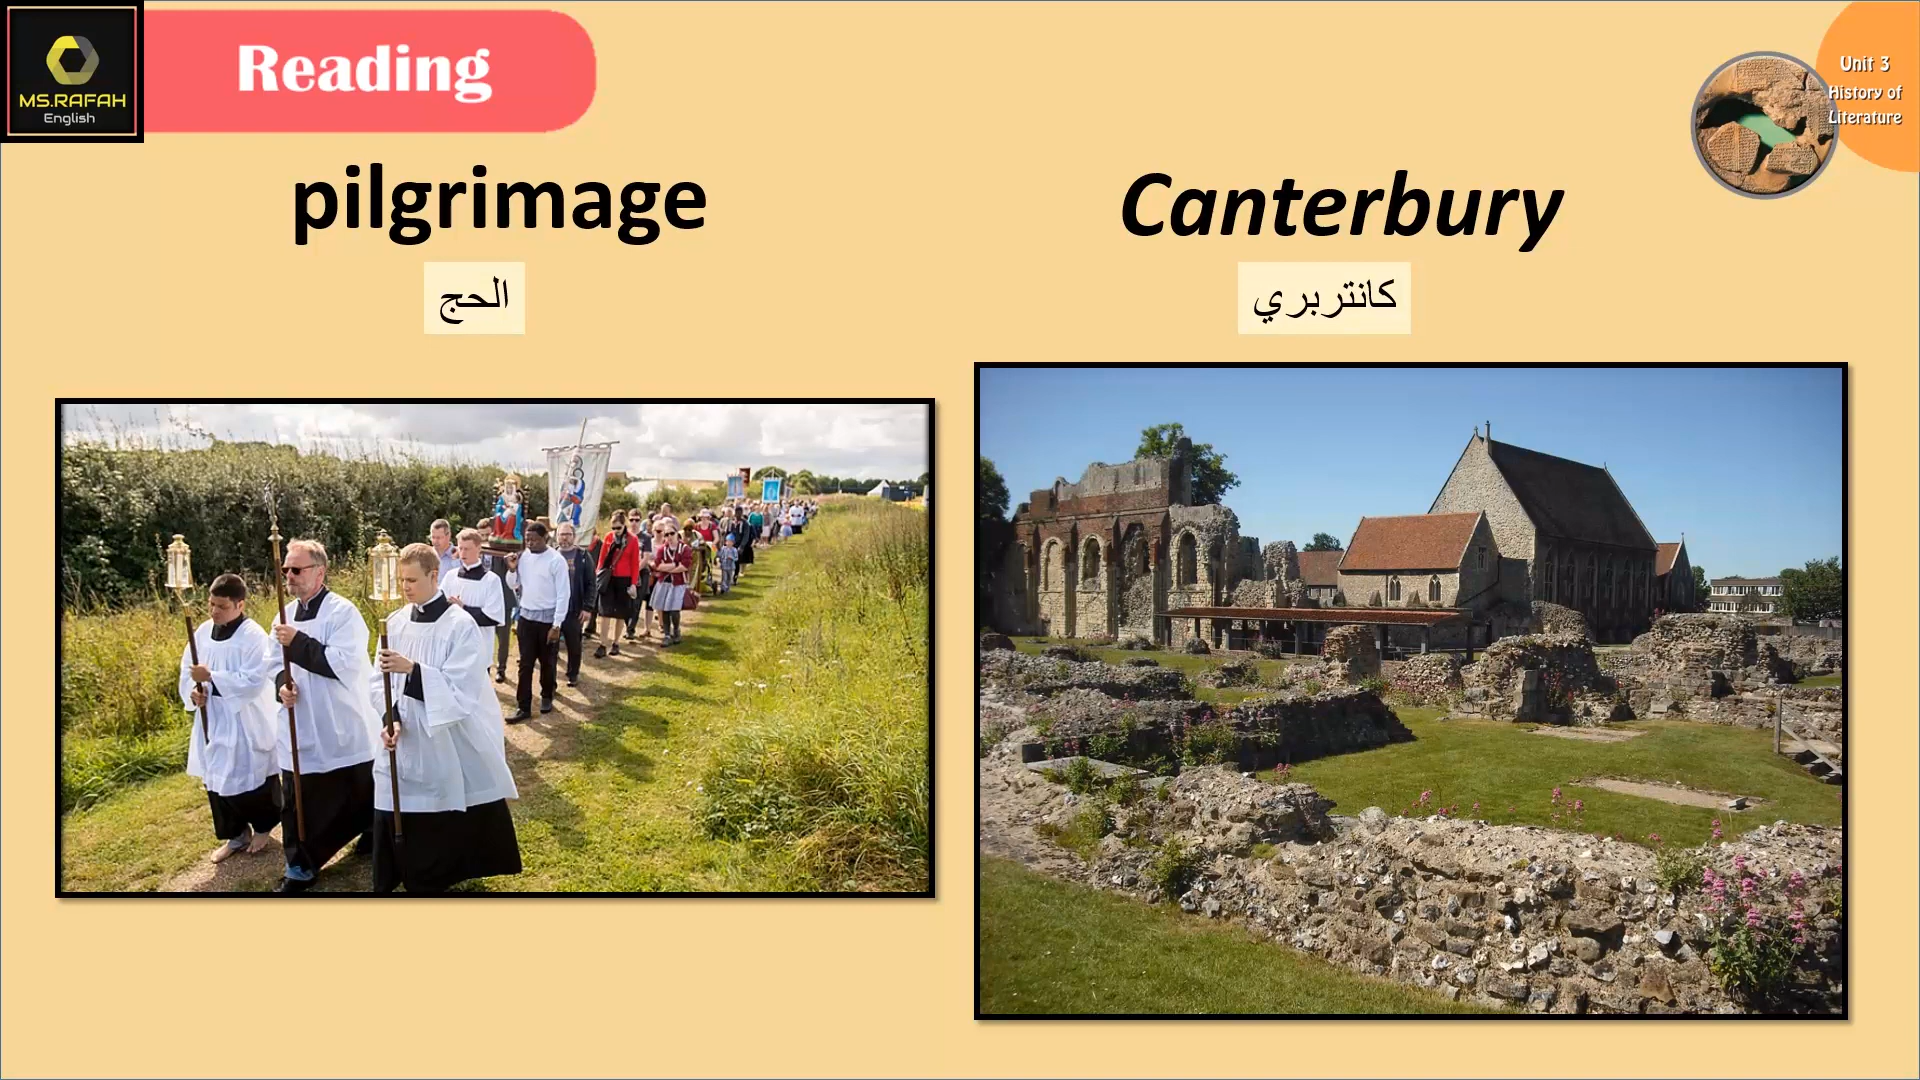 MS.RAFAH
English
Reading
Unit 3
History of
Literature
pilgrimage
الحج
Canterbury
كانتربري